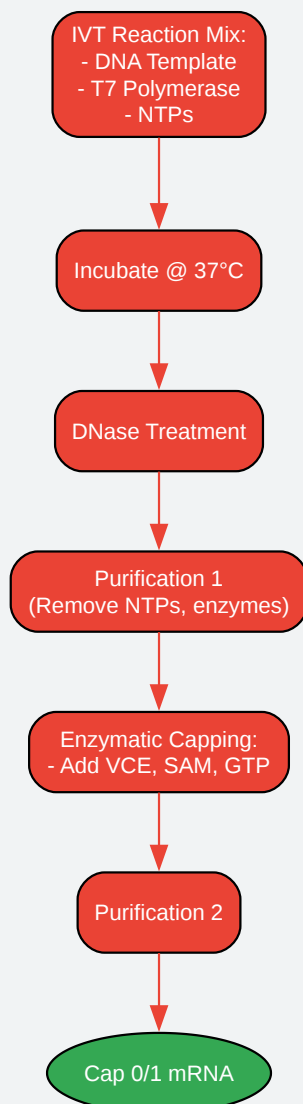 IVT Reaction Mix:
- DNA Template
- T7 Polymerase
- NTPs
Incubate @ 37°C
DNase Treatment
Purification 1
(Remove NTPs, enzymes)
Enzymatic Capping:
- Add VCE, SAM, GTP
Purification 2
Cap 0/1 mRNA